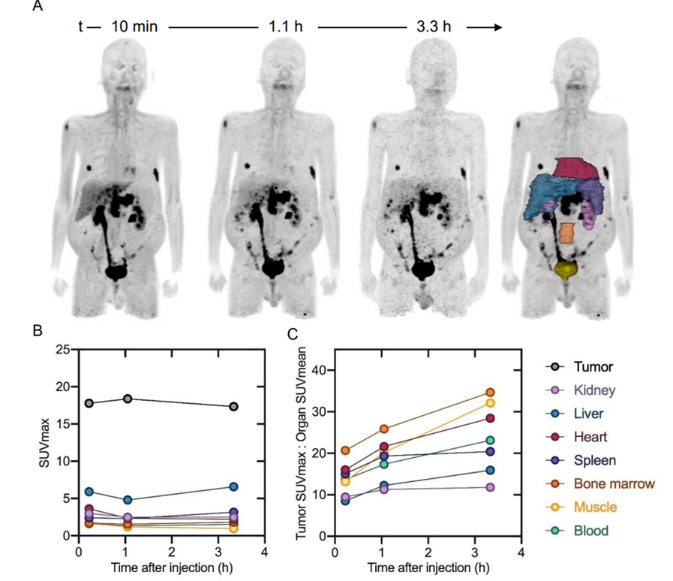 A
t — 10 min 1.1 h 3.3 h
B
25
20
15
10
5
0
SUVmax
0 1 2 3 4
Time after injection (h)
C
40
30
20
10
0
Tumor SUVmax : Organ SUVmean
0 1 2 3 4
Time after injection (h)
Tumor
Kidney
Liver
Heart
Spleen
Bone marrow
Muscle
Blood